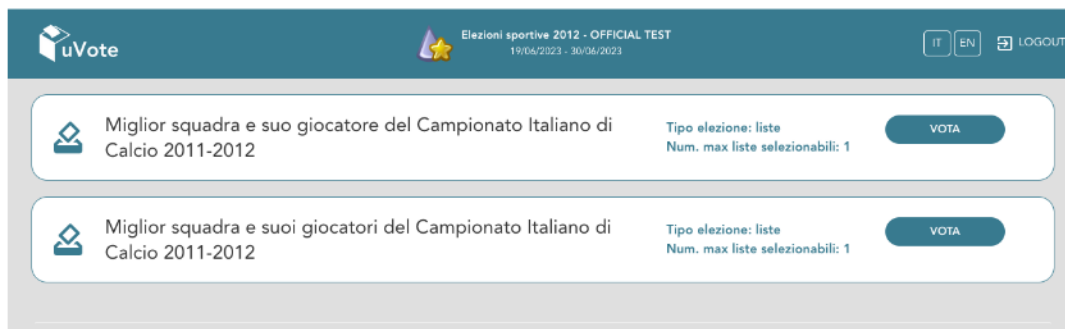 uVote
Elezioni sportive 2012 - OFFICIAL TEST
19/06/2023 - 30/06/2023
IT EN LOGOUT
Miglior squadra e suo giocatore del Campionato Italiano di
Calcio 2011-2012
Tipo elezione: liste
Num. max liste selezionabili: 1
VOTA
Miglior squadra e suoi giocatori del Campionato Italiano di
Calcio 2011-2012
Tipo elezione: liste
Num. max liste selezionabili: 1
VOTA